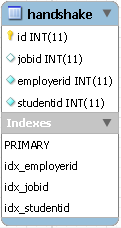 handshake
id INT(11)
jobid INT(11)
employerid INT(11)
studentid INT(11)
Indexes
PRIMARY
idx_employerid
idx_jobid
idx_studentid